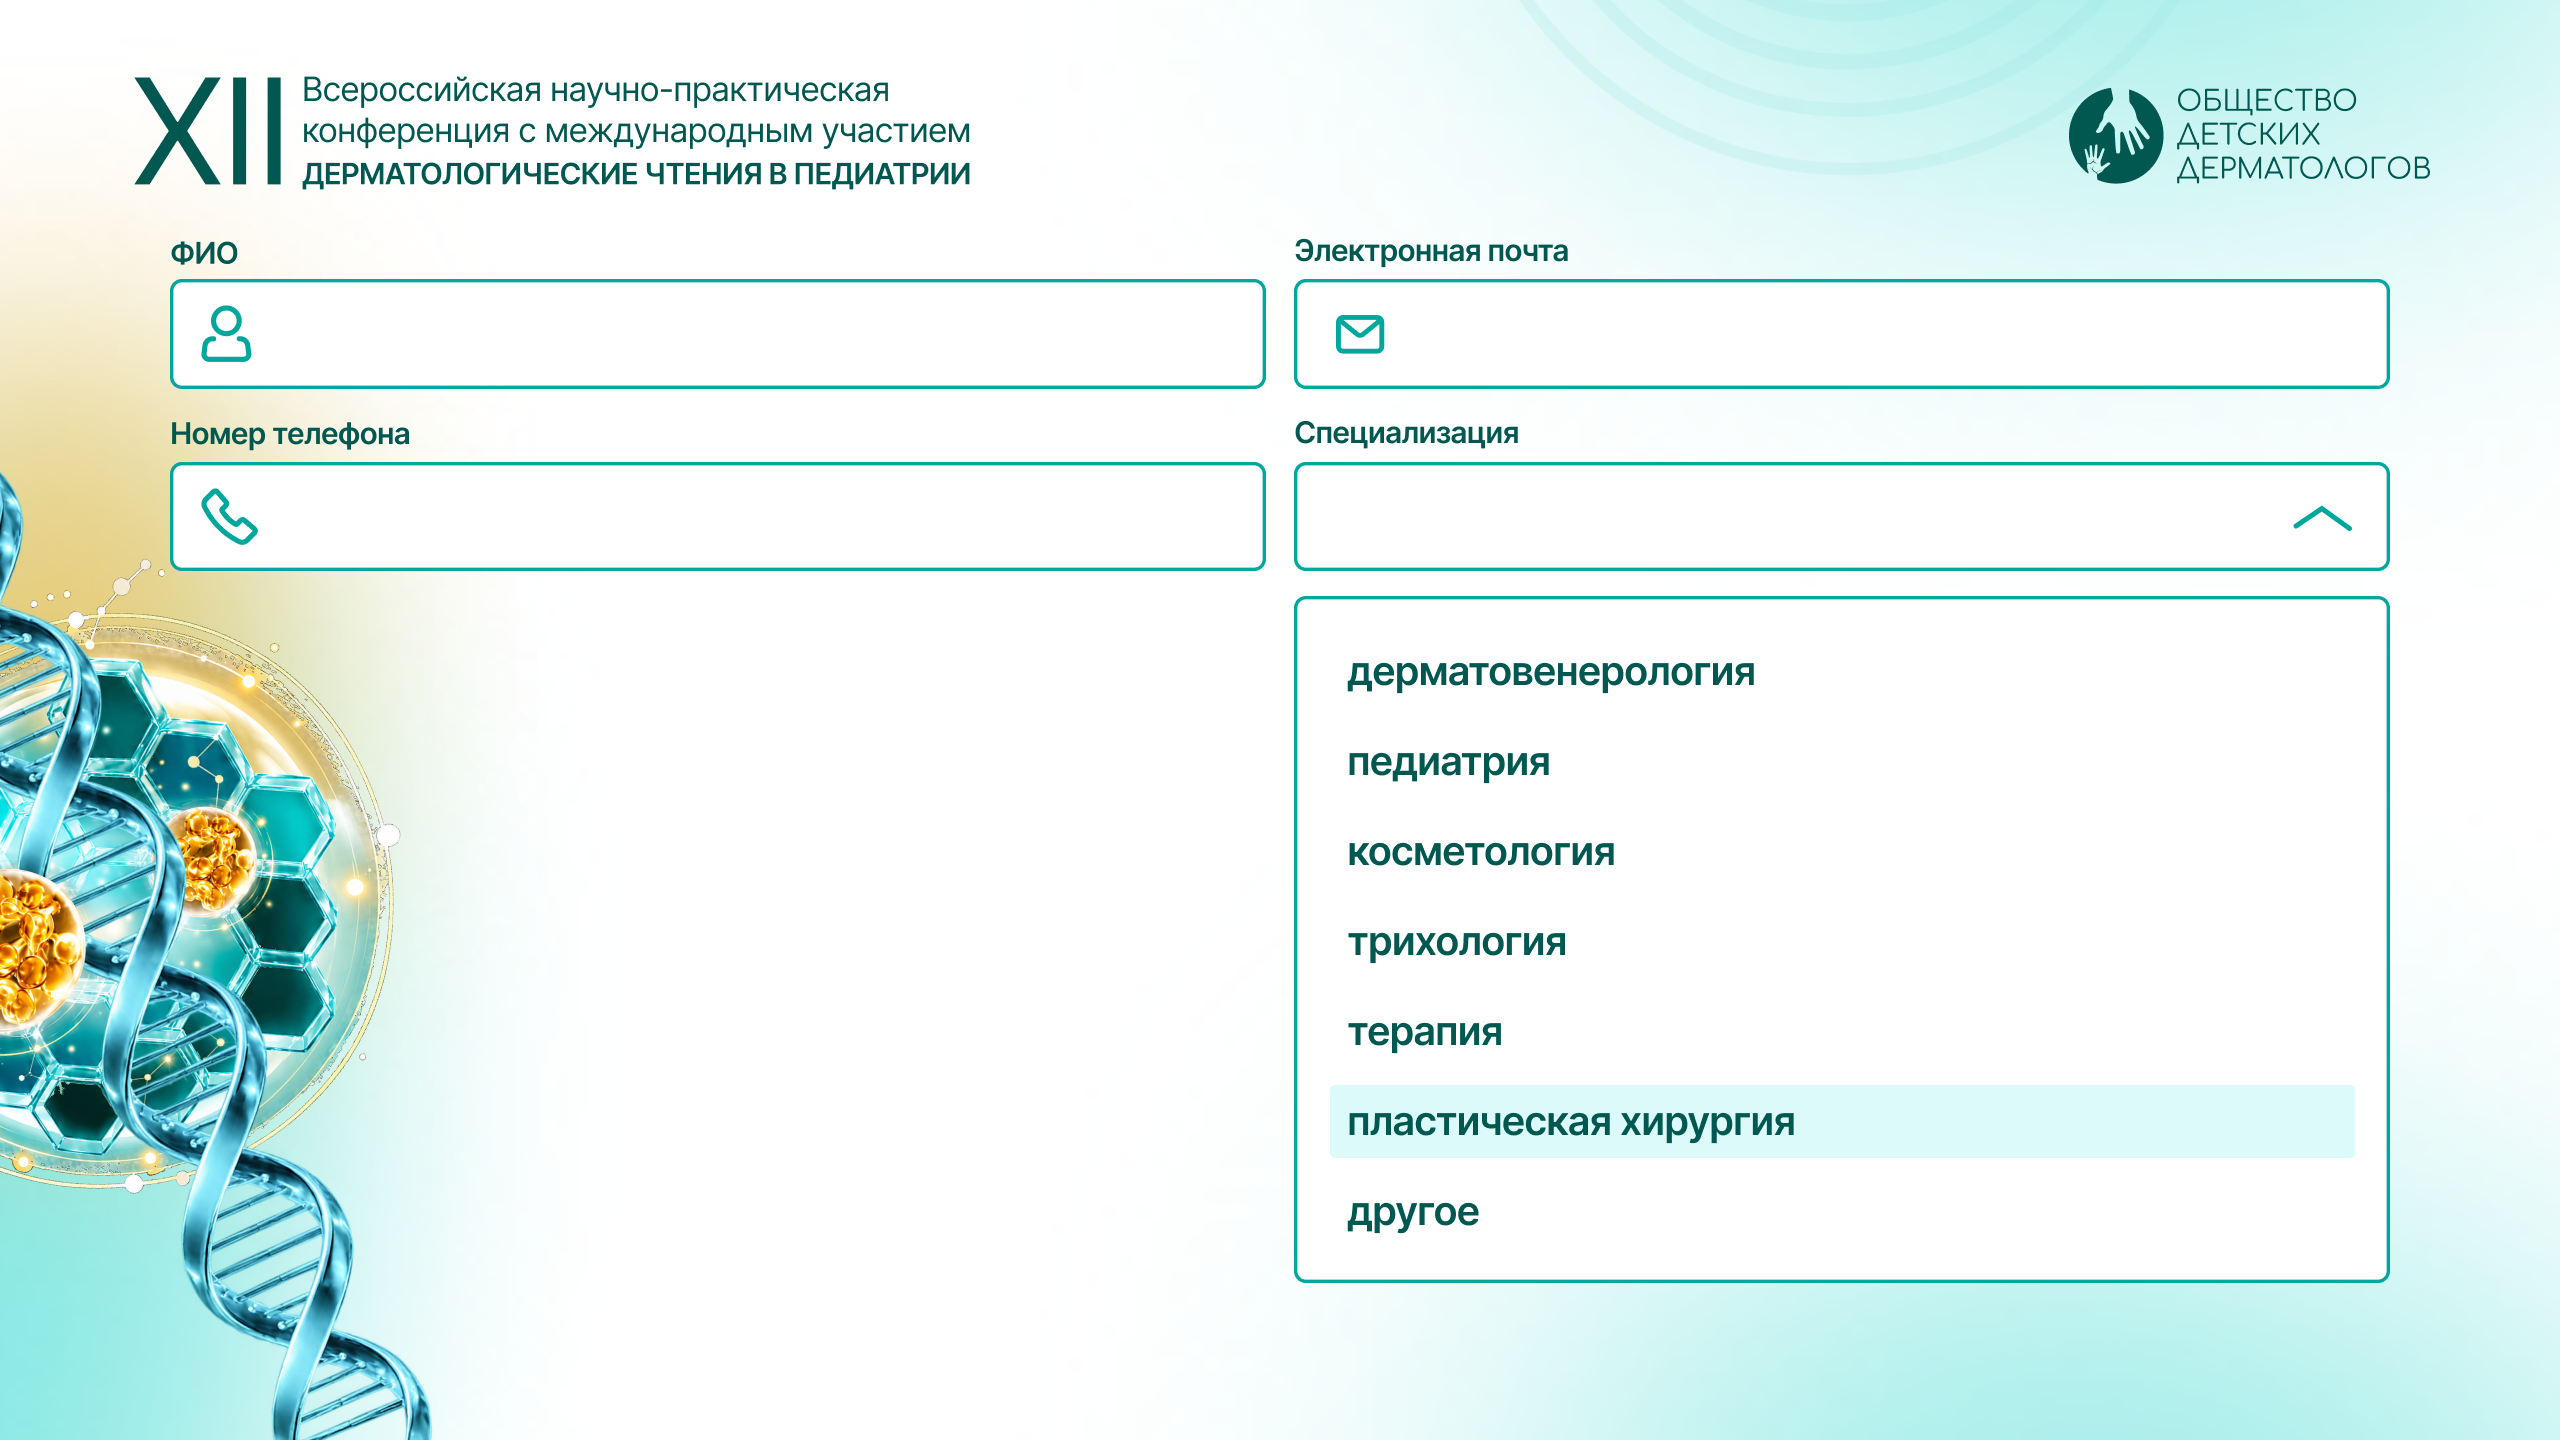 XII
Всероссийская научно-практическая
конференция с международным участием
ДЕРМАТОЛОГИЧЕСКИЕ ЧТЕНИЯ В ПЕДИАТРИИ
ОБЩЕСТВО
ДЕТСКИХ
ДЕРМАТОЛОГОВ
ФИО
Электронная почта
Номер телефона
Специализация
дерматовенерология
педиатрия
косметология
трихология
терапия
пластическая хирургия
другое